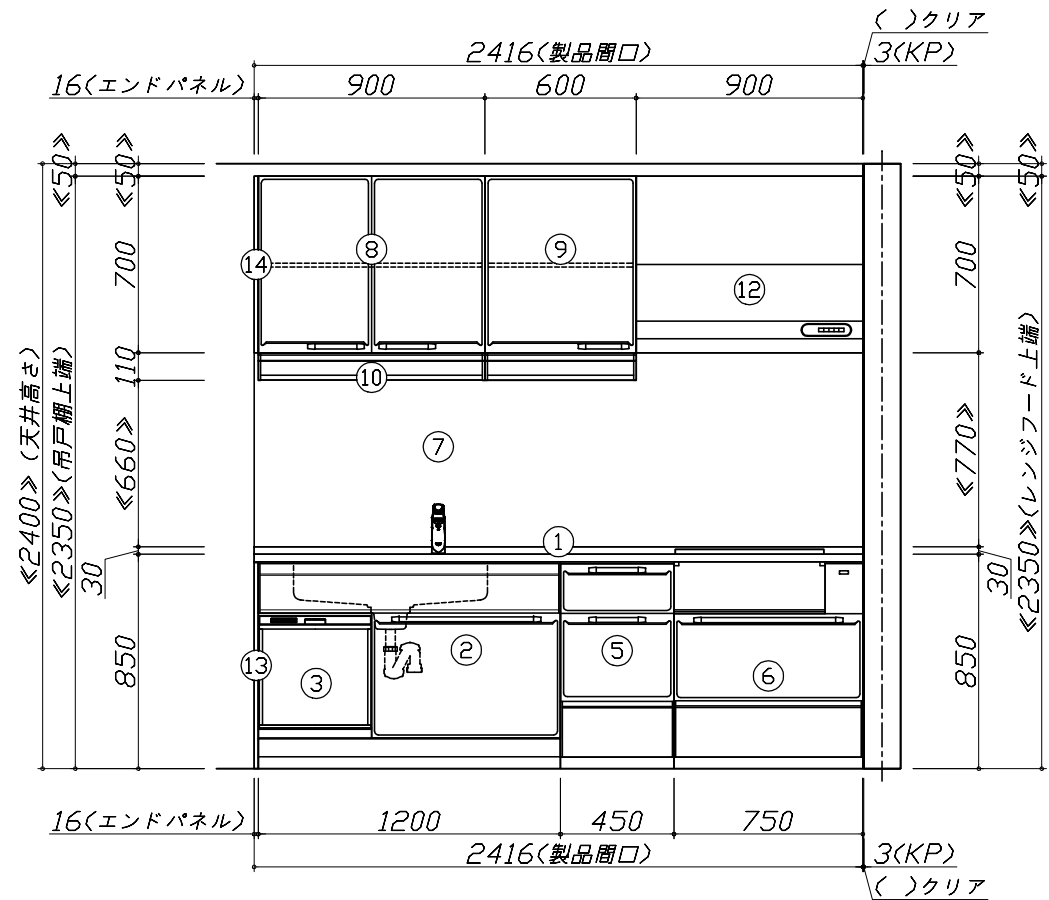 ( )クリア
2416(製品間口)
3(KP)
16(エンドパネル)
900
600
900
≪50≫
≪50≫
≪50≫
≪50≫
700
700
8
9
14
12
110
10
≪2400≫(天井高さ)
≪2350≫(吊戸棚上端)
≪660≫
≪770≫
≪2350≫(レンジフード上端)
7
1
30
30
850
850
13
3
2
5
6
16(エンドパネル)
1200
450
750
2416(製品間口)
3(KP)
( )クリア